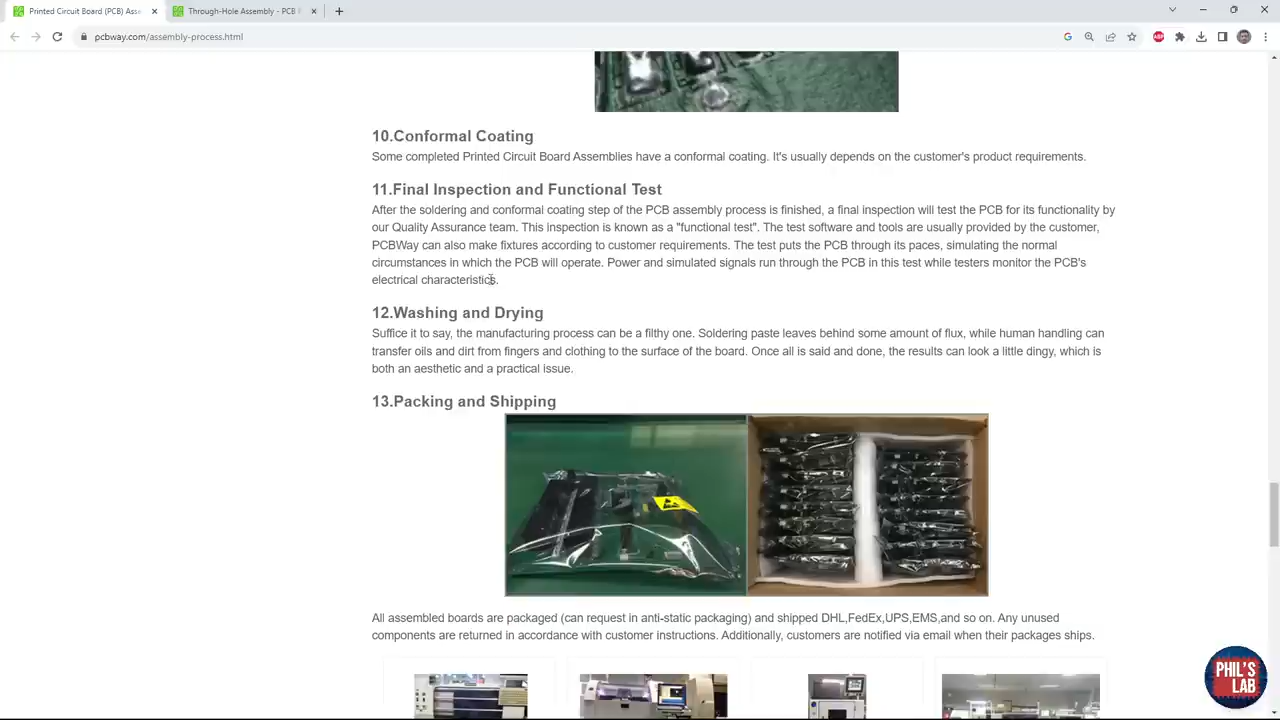 Printed Circuit Board (PCB) Asse
Through-Hole Assembly - PCB P
pcbway.com/assembly-process.html
10.Conformal Coating
Some completed Printed Circuit Board Assemblies have a conformal coating. It's usually depends on the customer's product requirements.
11.Final Inspection and Functional Test
After the soldering and conformal coating step of the PCB assembly process is finished, a final inspection will test the PCB for its functionality by
our Quality Assurance team. This inspection is known as a "functional test". The test software and tools are usually provided by the customer,
PCBWay can also make fixtures according to customer requirements. The test puts the PCB through its paces, simulating the normal
circumstances in which the PCB will operate. Power and simulated signals run through the PCB in this test while testers monitor the PCB's
electrical characteristics.
12.Washing and Drying
Suffice it to say, the manufacturing process can be a filthy one. Soldering paste leaves behind some amount of flux, while human handling can
transfer oils and dirt from fingers and clothing to the surface of the board. Once all is said and done, the results can look a little dingy, which is
both an aesthetic and a practical issue.
13.Packing and Shipping
All assembled boards are packaged (can request in anti-static packaging) and shipped DHL,FedEx,UPS,EMS,and so on. Any unused
components are returned in accordance with customer instructions. Additionally, customers are notified via email when their packages ships.
PHIL'S
LAB